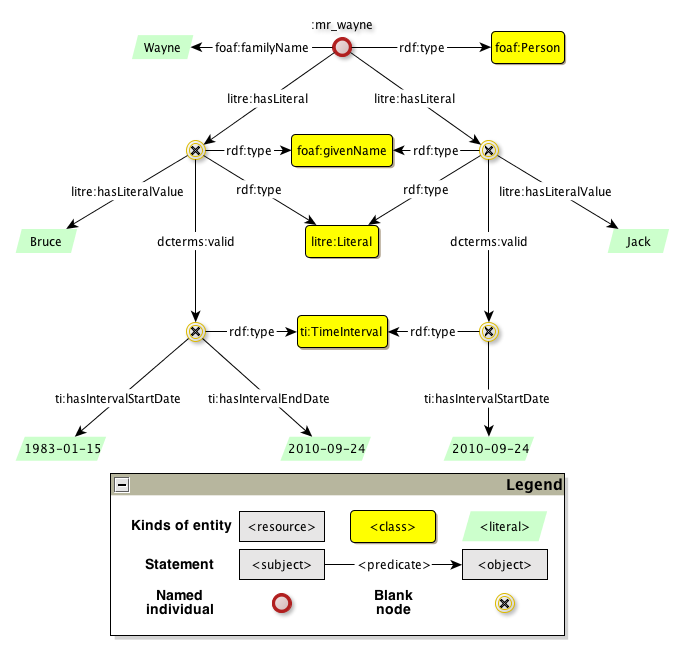 :mr_wayne
Wayne
foaf:familyName
rdf:type
foaf:Person
litre:hasLiteral
litre:hasLiteral
rdf:type
foaf:givenName
rdf:type
litre:hasLiteralValue
rdf:type
rdf:type
litre:hasLiteralValue
Bruce
dcterms:valid
litre:Literal
dcterms:valid
Jack
rdf:type
ti:TimeInterval
rdf:type
ti:hasIntervalStartDate
ti:hasIntervalEndDate
ti:hasIntervalStartDate
1983-01-15
2010-09-24
2010-09-24
Legend
Kinds of entity
<resource>
<class>
<literal>
Statement
<subject>
<predicate>
<object>
Named
individual
Blank
node